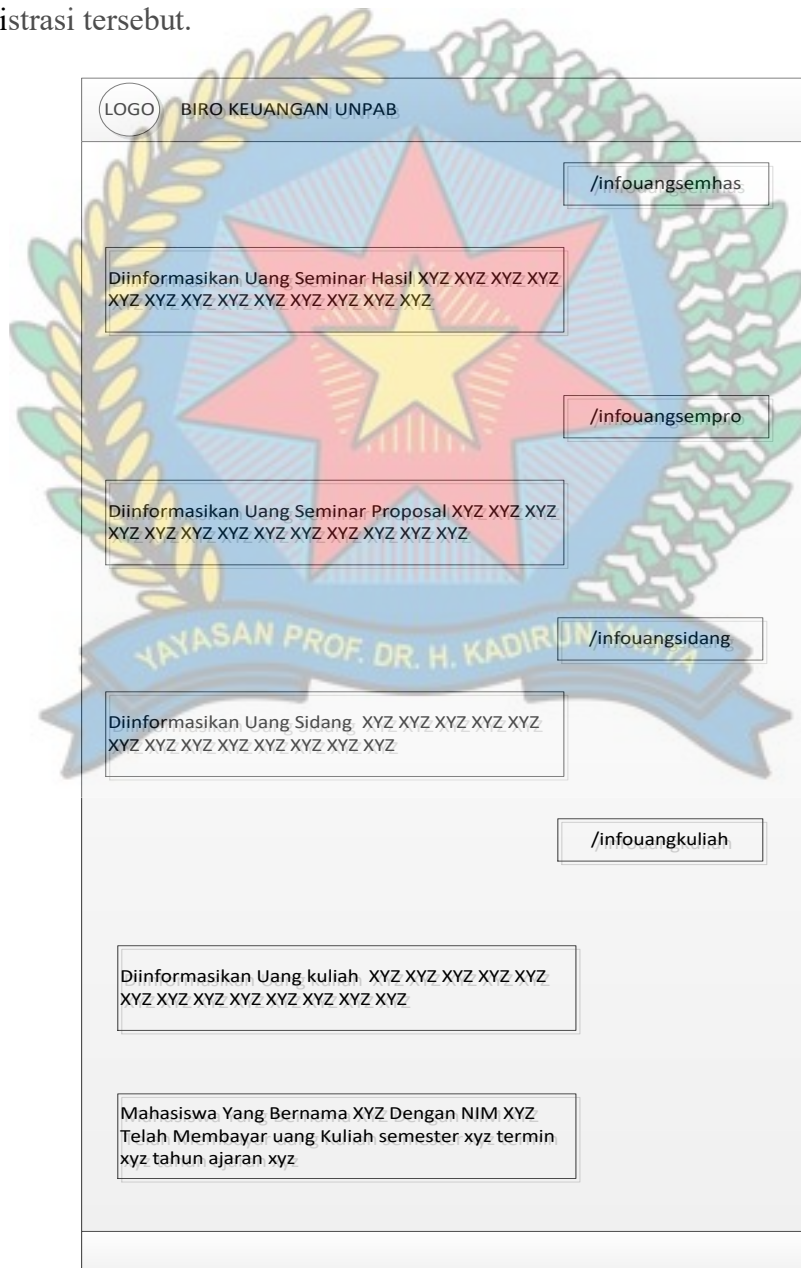 istrasi tersebut.
LOGO BIRO KEUANGAN UNPAB
/infouangsemhas
Diinformasikan Uang Seminar Hasil XYZ XYZ XYZ XYZ
XYZ XYZ XYZ XYZ XYZ XYZ XYZ XYZ XYZ
/infouangsempro
Diinformasikan Uang Seminar Proposal XYZ XYZ XYZ
XYZ XYZ XYZ XYZ XYZ XYZ XYZ XYZ XYZ XYZ
YAYASAN PROF. DR. H. KADIRUN YAHYA
/infouangsidang
Diinformasikan Uang Sidang XYZ XYZ XYZ XYZ XYZ
XYZ XYZ XYZ XYZ XYZ XYZ XYZ XYZ
/infouangkuliah
Diinformasikan Uang kuliah XYZ XYZ XYZ XYZ XYZ
XYZ XYZ XYZ XYZ XYZ XYZ XYZ XYZ
Mahasiswa Yang Bernama XYZ Dengan NIM XYZ
Telah Membayar uang Kuliah semester xyz termin
xyz tahun ajaran xyz